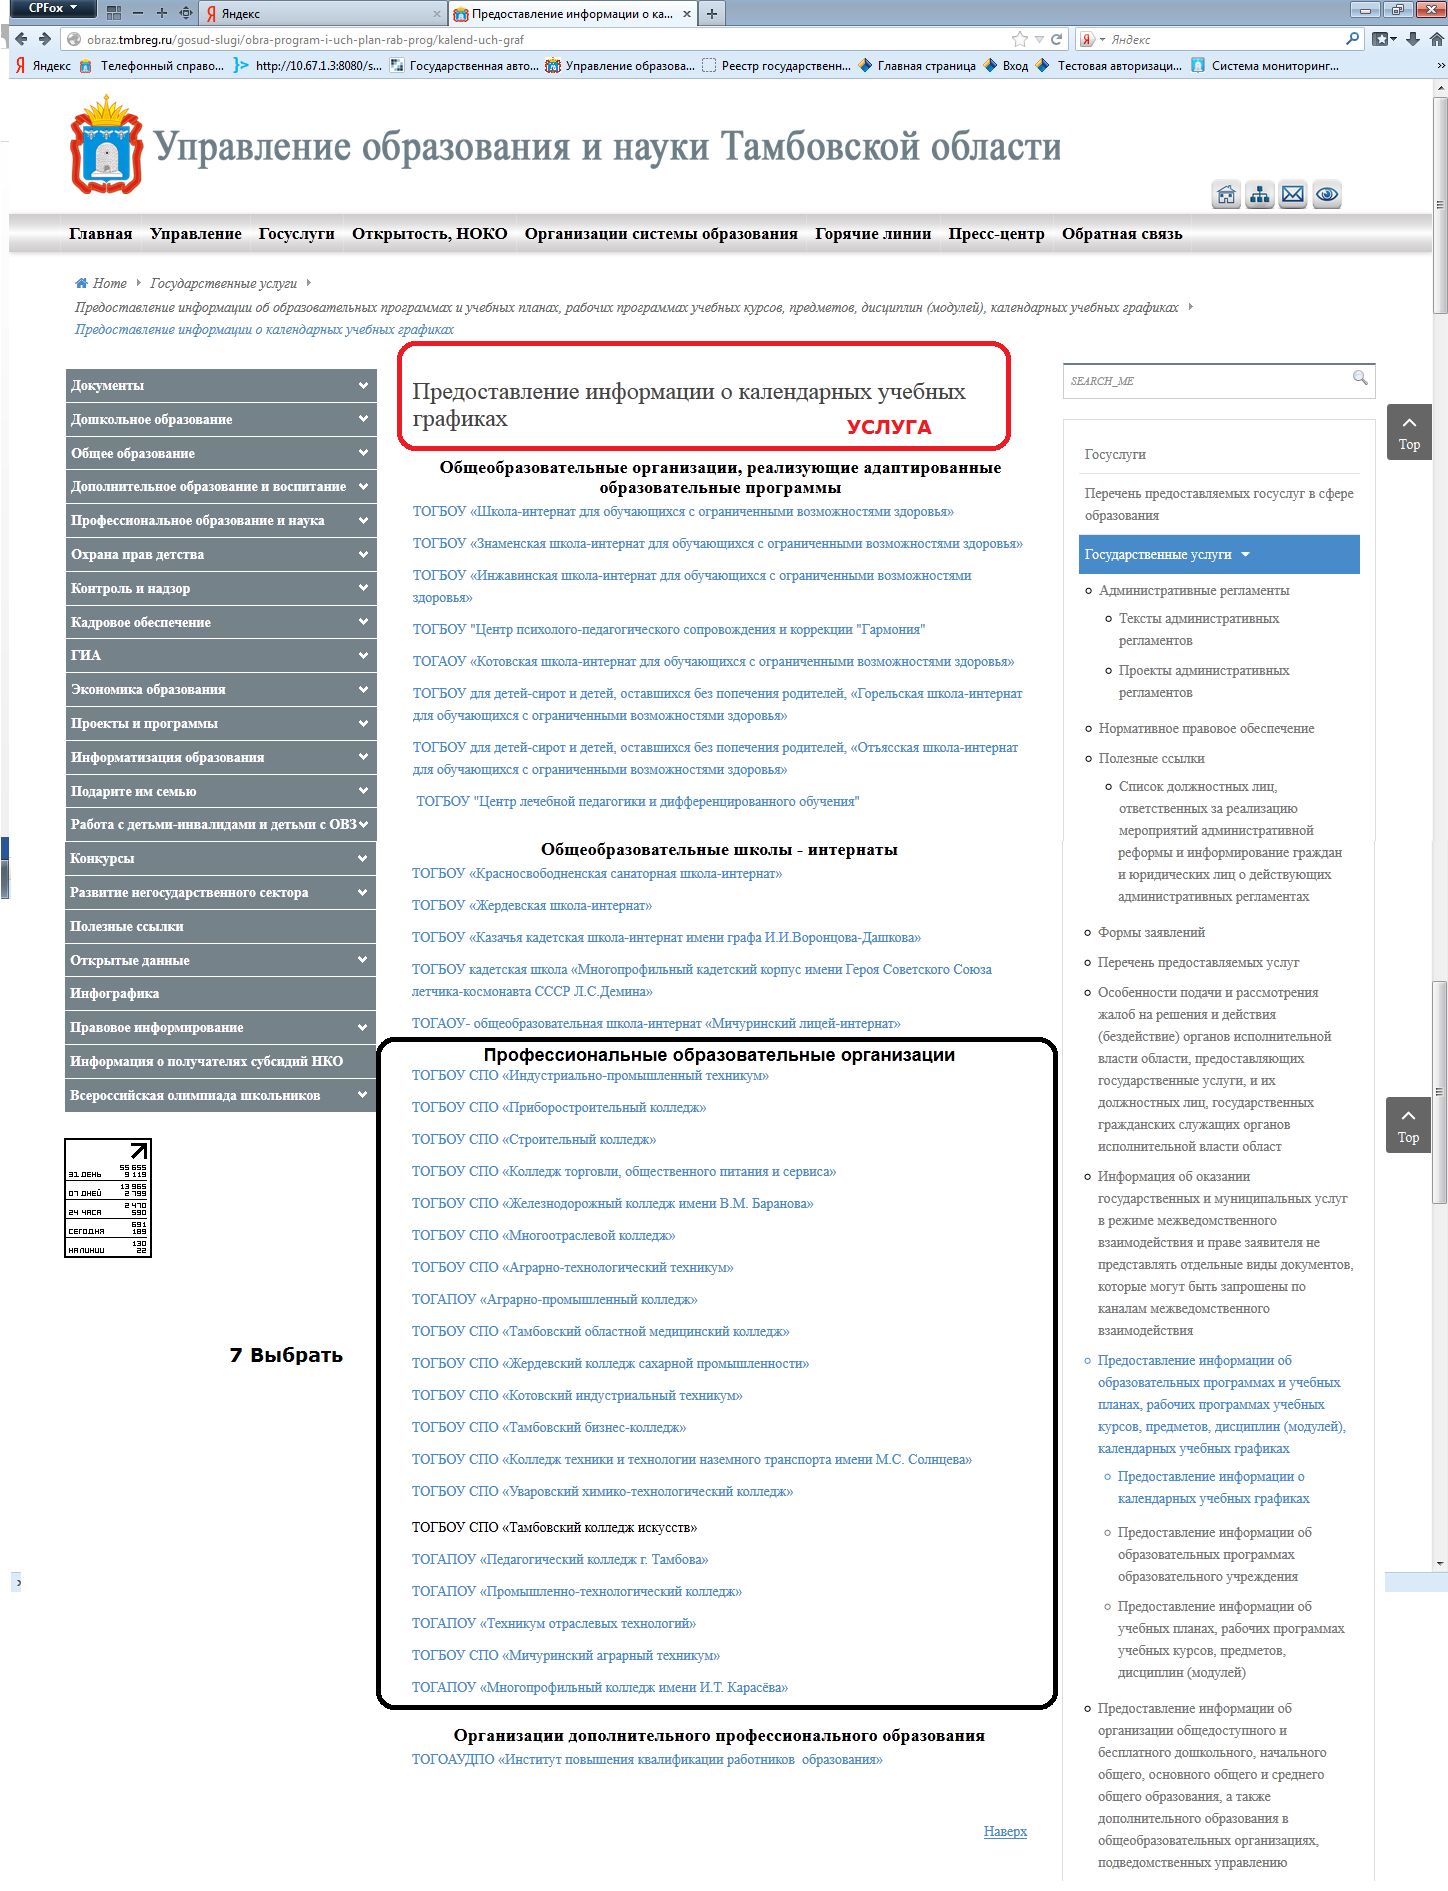 CPFox
Яндекс
Предоставление информации о ка...
obraz.tmbreg.ru/gosud-slugi/obra-program-i-uch-plan-rab-prog/kalend-uch-graf
Яндекс
Яндекс
Телефонный справо...
http://10.67.1.3:8080/s...
Государственная авто...
Управление образова...
Реестр государственн...
Главная страница
Вход
Тестовая авторизаци...
Система мониторинг...
Управление образования и науки Тамбовской области
Главная Управление Госуслуги Открытость, НОКО Организации системы образования Горячие линии Пресс-центр Обратная связь
Home Государственные услуги
Предоставление информации об образовательных программах и учебных планах, рабочих программах учебных курсов, предметов, дисциплин (модулей), календарных учебных графиках
Предоставление информации о календарных учебных графиках
Документы
Дошкольное образование
Общее образование
Дополнительное образование и воспитание
Профессиональное образование и наука
Охрана прав детства
Контроль и надзор
Кадровое обеспечение
ГИА
Экономика образования
Проекты и программы
Информатизация образования
Подарите им семью
Работа с детьми-инвалидами и детьми с ОВЗ
Конкурсы
Развитие негосударственного сектора
Полезные ссылки
Открытые данные
Инфографика
Правовое информирование
Информация о получателях субсидий НКО
Всероссийская олимпиада школьников
55 655
31 ДЕНЬ 9 119
13 965
07 ДНЕЙ 2 799
2 470
24 ЧАСА 590
691
СЕГОДНЯ 189
130
НА ЛИНИИ 22
7 Выбрать
Предоставление информации о календарных учебных
графиках
УСЛУГА
Общеобразовательные организации, реализующие адаптированные
образовательные программы
ТОГБОУ «Школа-интернат для обучающихся с ограниченными возможностями здоровья»
ТОГБОУ «Знаменская школа-интернат для обучающихся с ограниченными возможностями здоровья»
ТОГБОУ «Инжавинская школа-интернат для обучающихся с ограниченными возможностями
здоровья»
ТОГБОУ "Центр психолого-педагогического сопровождения и коррекции "Гармония"
ТОГАОУ «Котовская школа-интернат для обучающихся с ограниченными возможностями здоровья»
ТОГБОУ для детей-сирот и детей, оставшихся без попечения родителей, «Горельская школа-интернат
для обучающихся с ограниченными возможностями здоровья»
ТОГБОУ для детей-сирот и детей, оставшихся без попечения родителей, «Отъясская школа-интернат
для обучающихся с ограниченными возможностями здоровья»
ТОГБОУ "Центр лечебной педагогики и дифференцированного обучения"
Общеобразовательные школы - интернаты
ТОГБОУ «Красносвободненская санаторная школа-интернат»
ТОГБОУ «Жердевская школа-интернат»
ТОГБОУ «Казачья кадетская школа-интернат имени графа И.И.Воронцова-Дашкова»
ТОГБОУ кадетская школа «Многопрофильный кадетский корпус имени Героя Советского Союза
летчика-космонавта СССР Л.С.Демина»
ТОГАОУ- общеобразовательная школа-интернат «Мичуринский лицей-интернат»
Профессиональные образовательные организации
ТОГБОУ СПО «Индустриально-промышленный техникум»
ТОГБОУ СПО «Приборостроительный колледж»
ТОГБОУ СПО «Строительный колледж»
ТОГБОУ СПО «Колледж торговли, общественного питания и сервиса»
ТОГБОУ СПО «Железнодорожный колледж имени В.М. Баранова»
ТОГБОУ СПО «Многоотраслевой колледж»
ТОГБОУ СПО «Аграрно-технологический техникум»
ТОГАПОУ «Аграрно-промышленный колледж»
ТОГБОУ СПО «Тамбовский областной медицинский колледж»
ТОГБОУ СПО «Жердевский колледж сахарной промышленности»
ТОГБОУ СПО «Котовский индустриальный техникум»
ТОГБОУ СПО «Тамбовский бизнес-колледж»
ТОГБОУ СПО «Колледж техники и технологии наземного транспорта имени М.С. Солнцева»
ТОГБОУ СПО «Уваровский химико-технологический колледж»
ТОГБОУ СПО «Тамбовский колледж искусств»
ТОГАПОУ «Педагогический колледж г. Тамбова»
ТОГАПОУ «Промышленно-технологический колледж»
ТОГАПОУ «Техникум отраслевых технологий»
ТОГБОУ СПО «Мичуринский аграрный техникум»
ТОГАПОУ «Многопрофильный колледж имени И.Т. Карасёва»
Организации дополнительного профессионального образования
ТОГОАУДПО «Институт повышения квалификации работников образования»
Наверх
SEARCH_ME
Госуслуги
Перечень предоставляемых госуслуг в сфере
образования
Государственные услуги
Административные регламенты
Тексты административных
регламентов
Проекты административных
регламентов
Нормативное правовое обеспечение
Полезные ссылки
Список должностных лиц,
ответственных за реализацию
мероприятий административной
реформы и информирование граждан
и юридических лиц о действующих
административных регламентах
Формы заявлений
Перечень предоставляемых услуг
Особенности подачи и рассмотрения
жалоб на решения и действия
(бездействие) органов исполнительной
власти области, предоставляющих
государственные услуги, и их
должностных лиц, государственных
гражданских служащих органов
исполнительной власти област
Информация об оказании
государственных и муниципальных услуг
в режиме межведомственного
взаимодействия и праве заявителя не
представлять отдельные виды документов,
которые могут быть запрошены по
каналам межведомственного
взаимодействия
Предоставление информации об
образовательных программах и учебных
планах, рабочих программах учебных
курсов, предметов, дисциплин (модулей),
календарных учебных графиках
Предоставление информации о
календарных учебных графиках
Предоставление информации об
образовательных программах
образовательного учреждения
Предоставление информации об
учебных планах, рабочих программах
учебных курсов, предметов,
дисциплин (модулей)
Предоставление информации об
организации общедоступного и
бесплатного дошкольного, начального
общего, основного общего и среднего
общего образования, а также
дополнительного образования в
общеобразовательных организациях,
подведомственных управлению
Top
Top